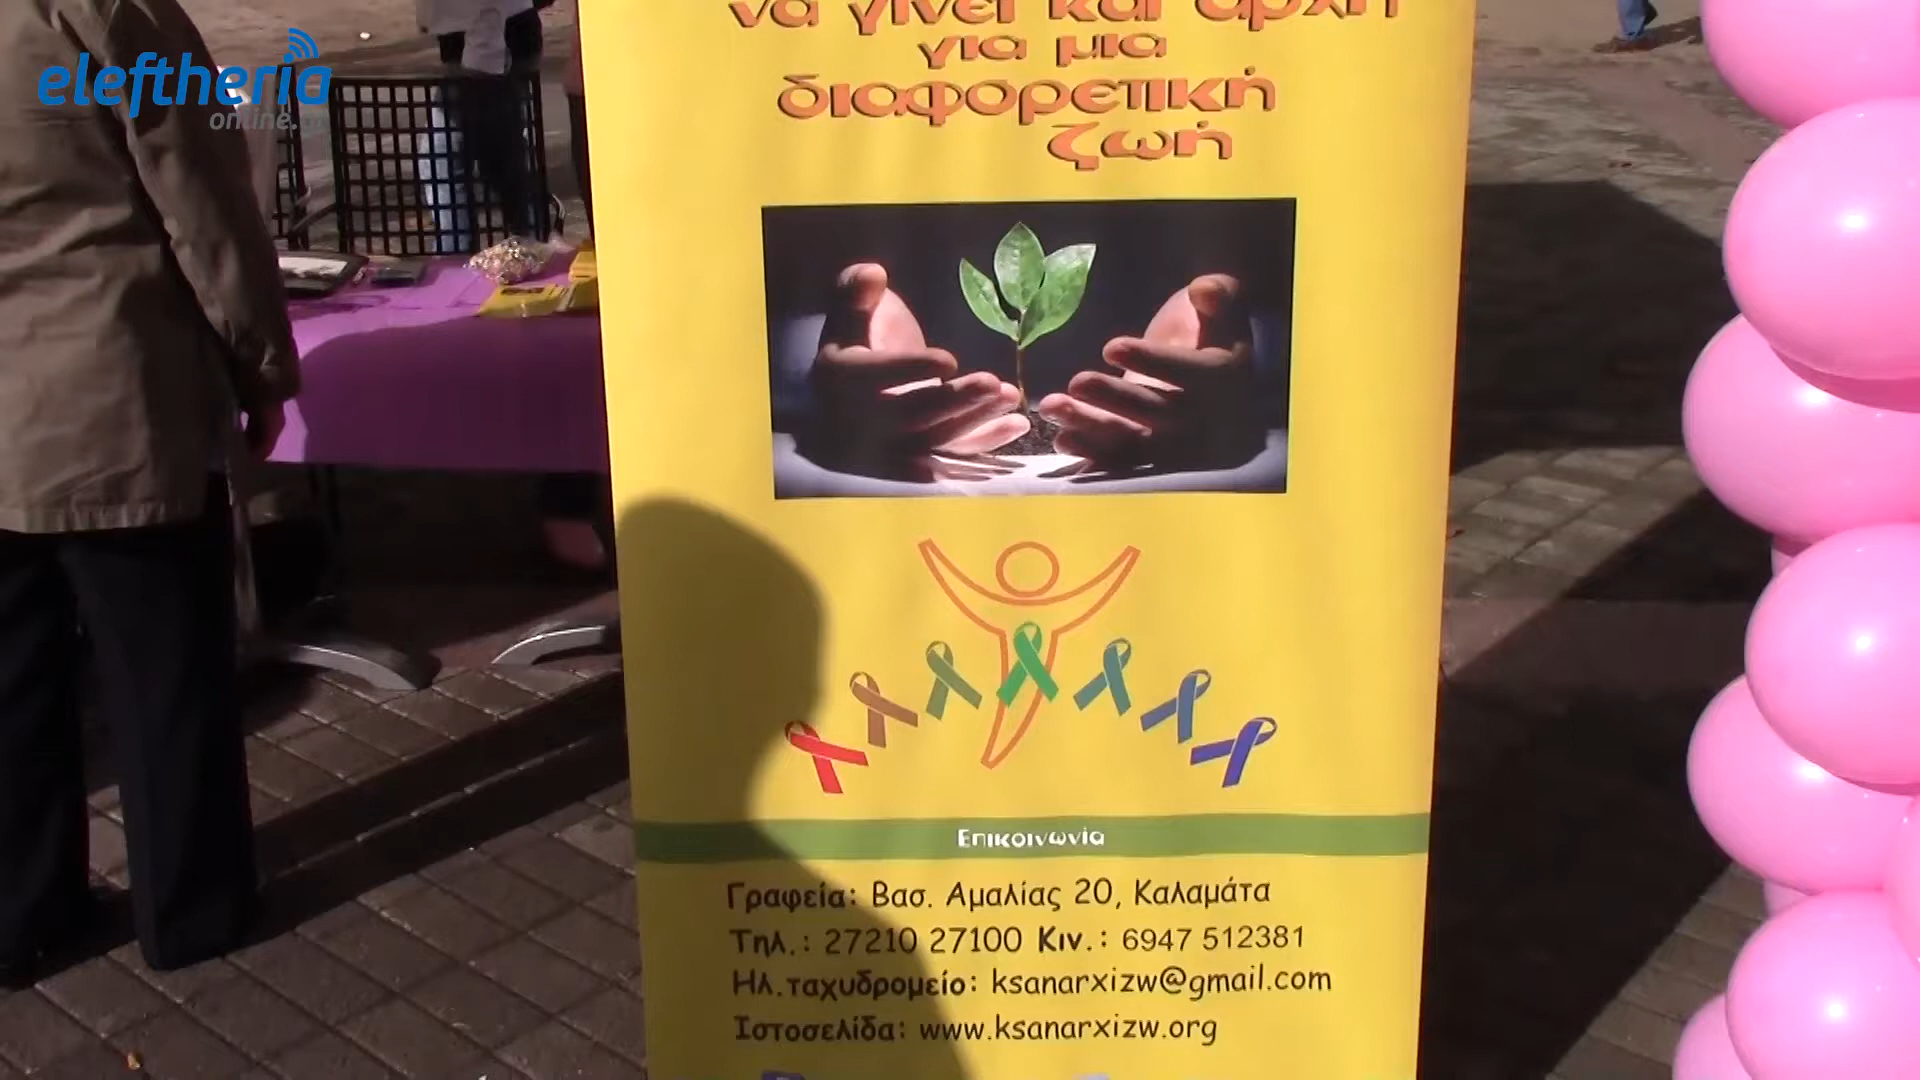 eleftheria
online.gr
να γίνει και αρχή
για μια
διαφορετική
ζωή
Επικοινωνία
Γραφεία: Βασ. Αμαλίας 20, Καλαμάτα
Τηλ.: 27210 27100 Κιν.: 6947 512381
Ηλ.ταχυδρομείο: ksanarxizw@gmail.com
Ιστοσελίδα: www.ksanarxizw.org